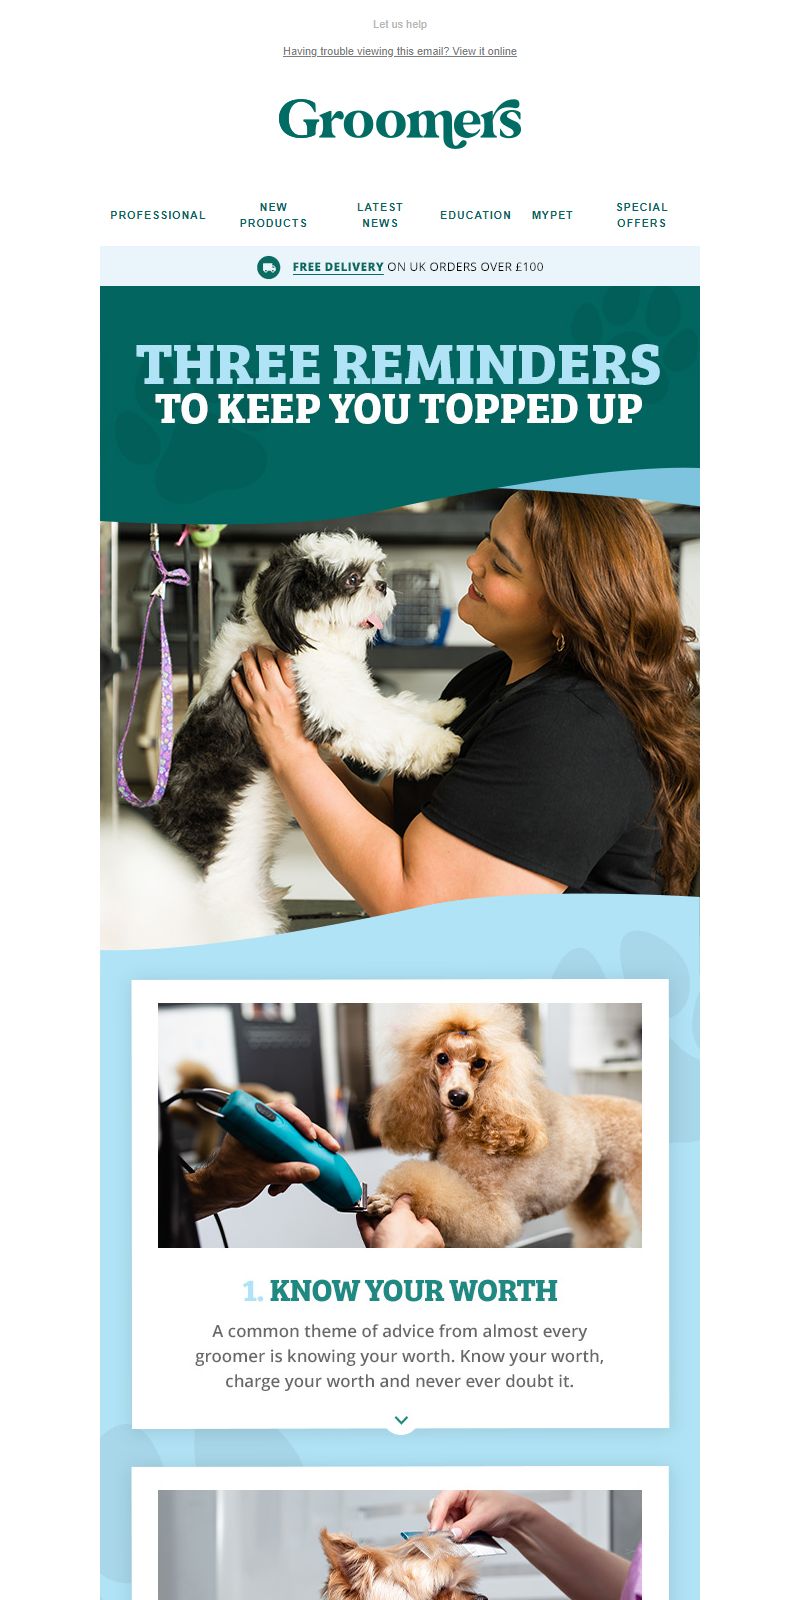 Let us help
Having trouble viewing this email? View it online
Groomers
PROFESSIONAL
NEW
PRODUCTS
LATEST
NEWS
EDUCATION
MYPET
SPECIAL
OFFERS
FREE DELIVERY ON UK ORDERS OVER £100
THREE REMINDERS
TO KEEP YOU TOPPED UP
1. KNOW YOUR WORTH
A common theme of advice from almost every
groomer is knowing your worth. Know your worth,
charge your worth and never ever doubt it.